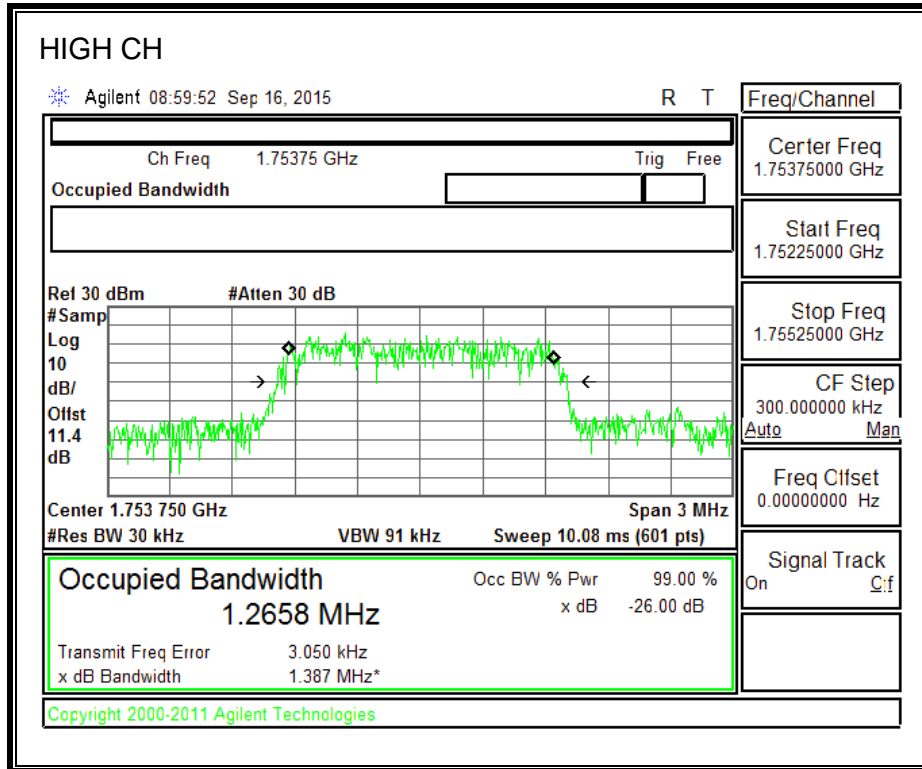 HIGH CH
Agilent 08:59:52 Sep 16, 2015 R T
Ch Freq 1.75375 GHz Trig Free
Occupied Bandwidth
Ref 30 dBm #Atten 30 dB
#Samp
Log
10
dB/
Offst
11.4
dB
Center 1.753 750 GHz Span 3 MHz
#Res BW 30 kHz VBW 91 kHz Sweep 10.08 ms (601 pts)
Occupied Bandwidth Occ BW % Pwr 99.00 %
1.2658 MHz x dB -26.00 dB
Transmit Freq Error 3.050 kHz
x dB Bandwidth 1.387 MHz*
Copyright 2000-2011 Agilent Technologies
Freq/Channel
Center Freq
1.75375000 GHz
Start Freq
1.75225000 GHz
Stop Freq
1.75525000 GHz
CF Step
300.000000 kHz
Auto Man
Freq Offset
0.00000000 Hz
Signal Track
On Off